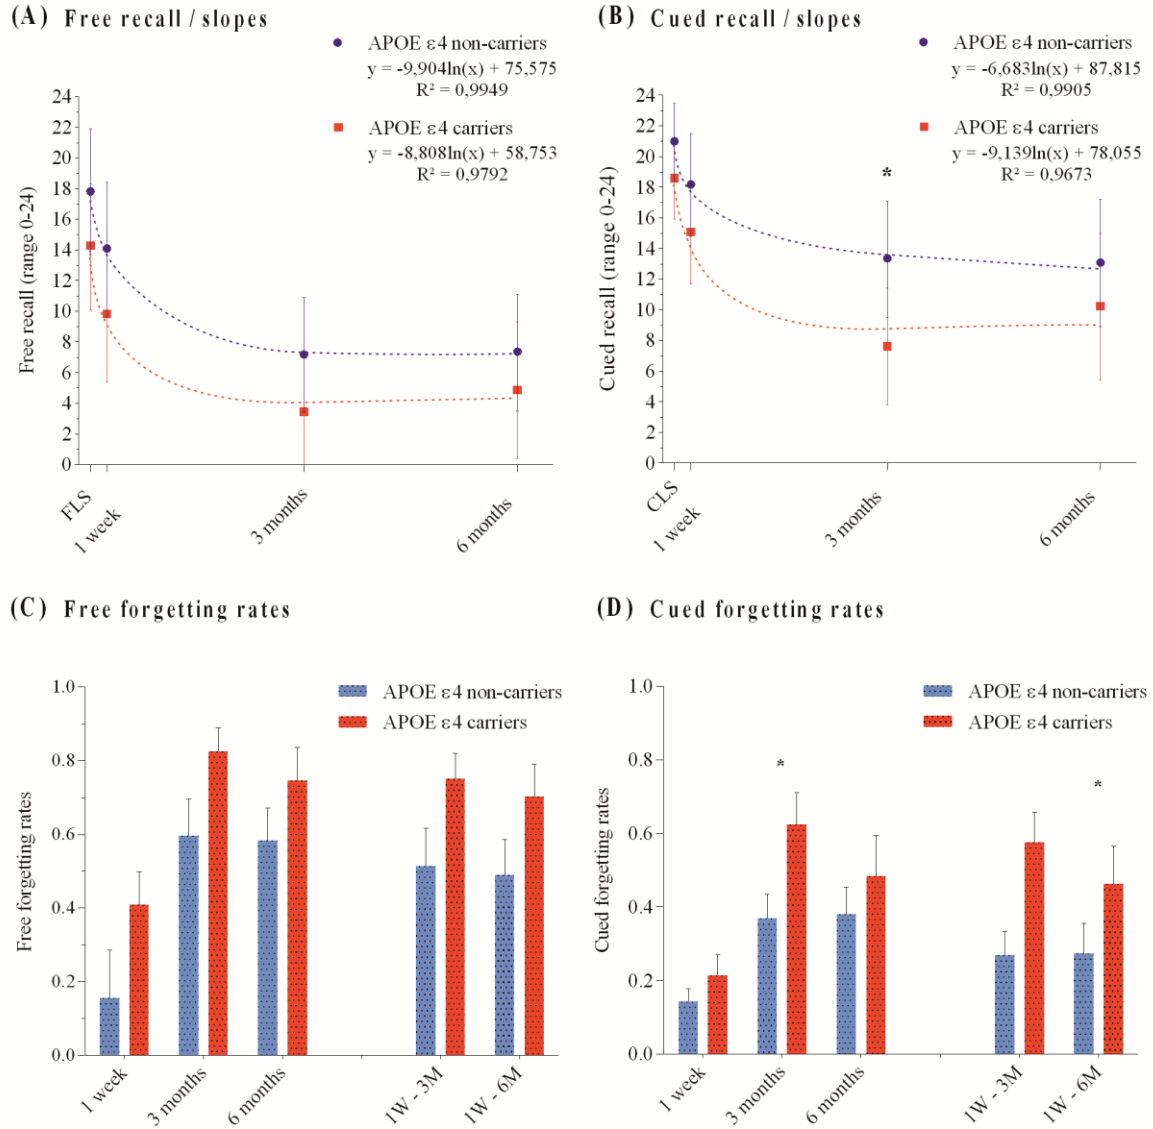 (A) Free recall / slopes
APOE ε4 non-carriers
y = -9,904ln(x) + 75,575
R² = 0,9949
APOE ε4 carriers
y = -8,808ln(x) + 58,753
R² = 0,9792
Free recall (range 0-24)
24
22
20
18
16
14
12
10
8
6
4
2
0
FLS
1 week
3 months
6 months
(B) Cued recall / slopes
APOE ε4 non-carriers
y = -6,683ln(x) + 87,815
R² = 0,9905
APOE ε4 carriers
y = -9,139ln(x) + 78,055
R² = 0,9673
*
Cued recall (range 0-24)
24
22
20
18
16
14
12
10
8
6
4
2
0
CLS
1 week
3 months
6 months
(C) Free forgetting rates
APOE ε4 non-carriers
APOE ε4 carriers
Free forgetting rates
1.0
0.8
0.6
0.4
0.2
0.0
1 week
3 months
6 months
1W - 3M
1W - 6M
(D) Cued forgetting rates
APOE ε4 non-carriers
APOE ε4 carriers
*
*
Cued forgetting rates
1.0
0.8
0.6
0.4
0.2
0.0
1 week
3 months
6 months
1W - 3M
1W - 6M